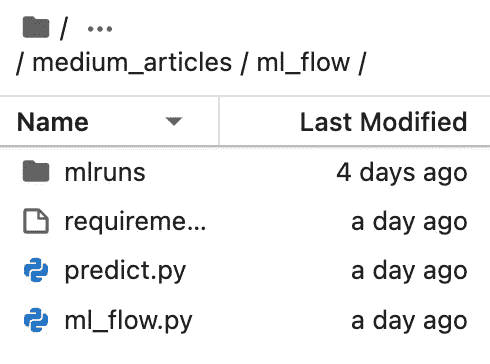 / ...
/ medium_articles / ml_flow /
Name Last Modified
mlruns 4 days ago
requireme... a day ago
predict.py a day ago
ml_flow.py a day ago